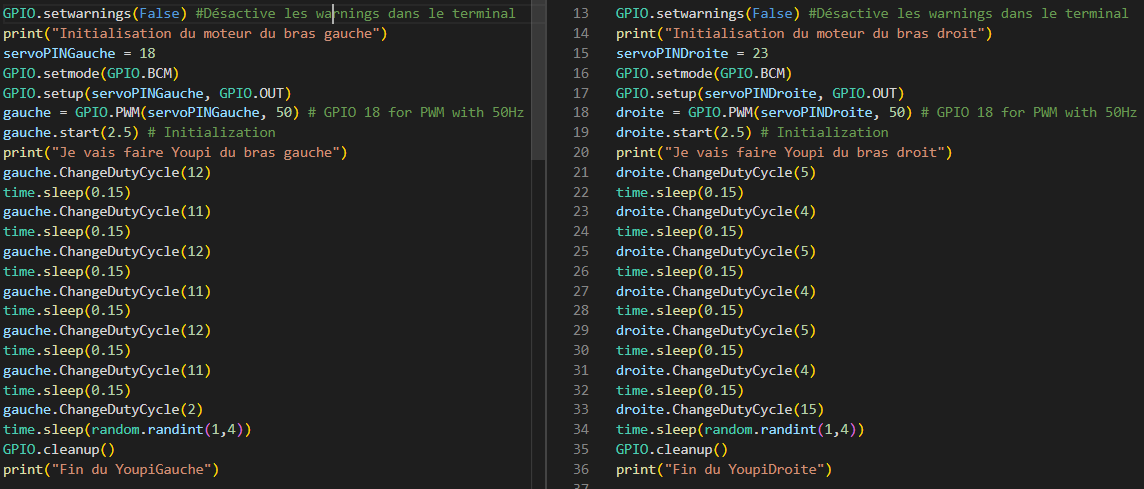 GPIO.setwarnings(False) #Désactive les warnings dans le terminal
print("Initialisation du moteur du bras gauche")
servoPINGauche = 18
GPIO.setmode(GPIO.BCM)
GPIO.setup(servoPINGauche, GPIO.OUT)
gauche = GPIO.PWM(servoPINGauche, 50) # GPIO 18 for PWM with 50Hz
gauche.start(2.5) # Initialization
print("Je vais faire Youpi du bras gauche")
gauche.ChangeDutyCycle(12)
time.sleep(0.15)
gauche.ChangeDutyCycle(11)
time.sleep(0.15)
gauche.ChangeDutyCycle(12)
time.sleep(0.15)
gauche.ChangeDutyCycle(11)
time.sleep(0.15)
gauche.ChangeDutyCycle(12)
time.sleep(0.15)
gauche.ChangeDutyCycle(11)
time.sleep(0.15)
gauche.ChangeDutyCycle(2)
time.sleep(random.randint(1,4))
GPIO.cleanup()
print("Fin du YoupiGauche")
13 GPIO.setwarnings(False) #Désactive les warnings dans le terminal
14 print("Initialisation du moteur du bras droit")
15 servoPINDroite = 23
16 GPIO.setmode(GPIO.BCM)
17 GPIO.setup(servoPINDroite, GPIO.OUT)
18 droite = GPIO.PWM(servoPINDroite, 50) # GPIO 18 for PWM with 50Hz
19 droite.start(2.5) # Initialization
20 print("Je vais faire Youpi du bras droit")
21 droite.ChangeDutyCycle(5)
22 time.sleep(0.15)
23 droite.ChangeDutyCycle(4)
24 time.sleep(0.15)
25 droite.ChangeDutyCycle(5)
26 time.sleep(0.15)
27 droite.ChangeDutyCycle(4)
28 time.sleep(0.15)
29 droite.ChangeDutyCycle(5)
30 time.sleep(0.15)
31 droite.ChangeDutyCycle(4)
32 time.sleep(0.15)
33 droite.ChangeDutyCycle(15)
34 time.sleep(random.randint(1,4))
35 GPIO.cleanup()
36 print("Fin du YoupiDroite")
37